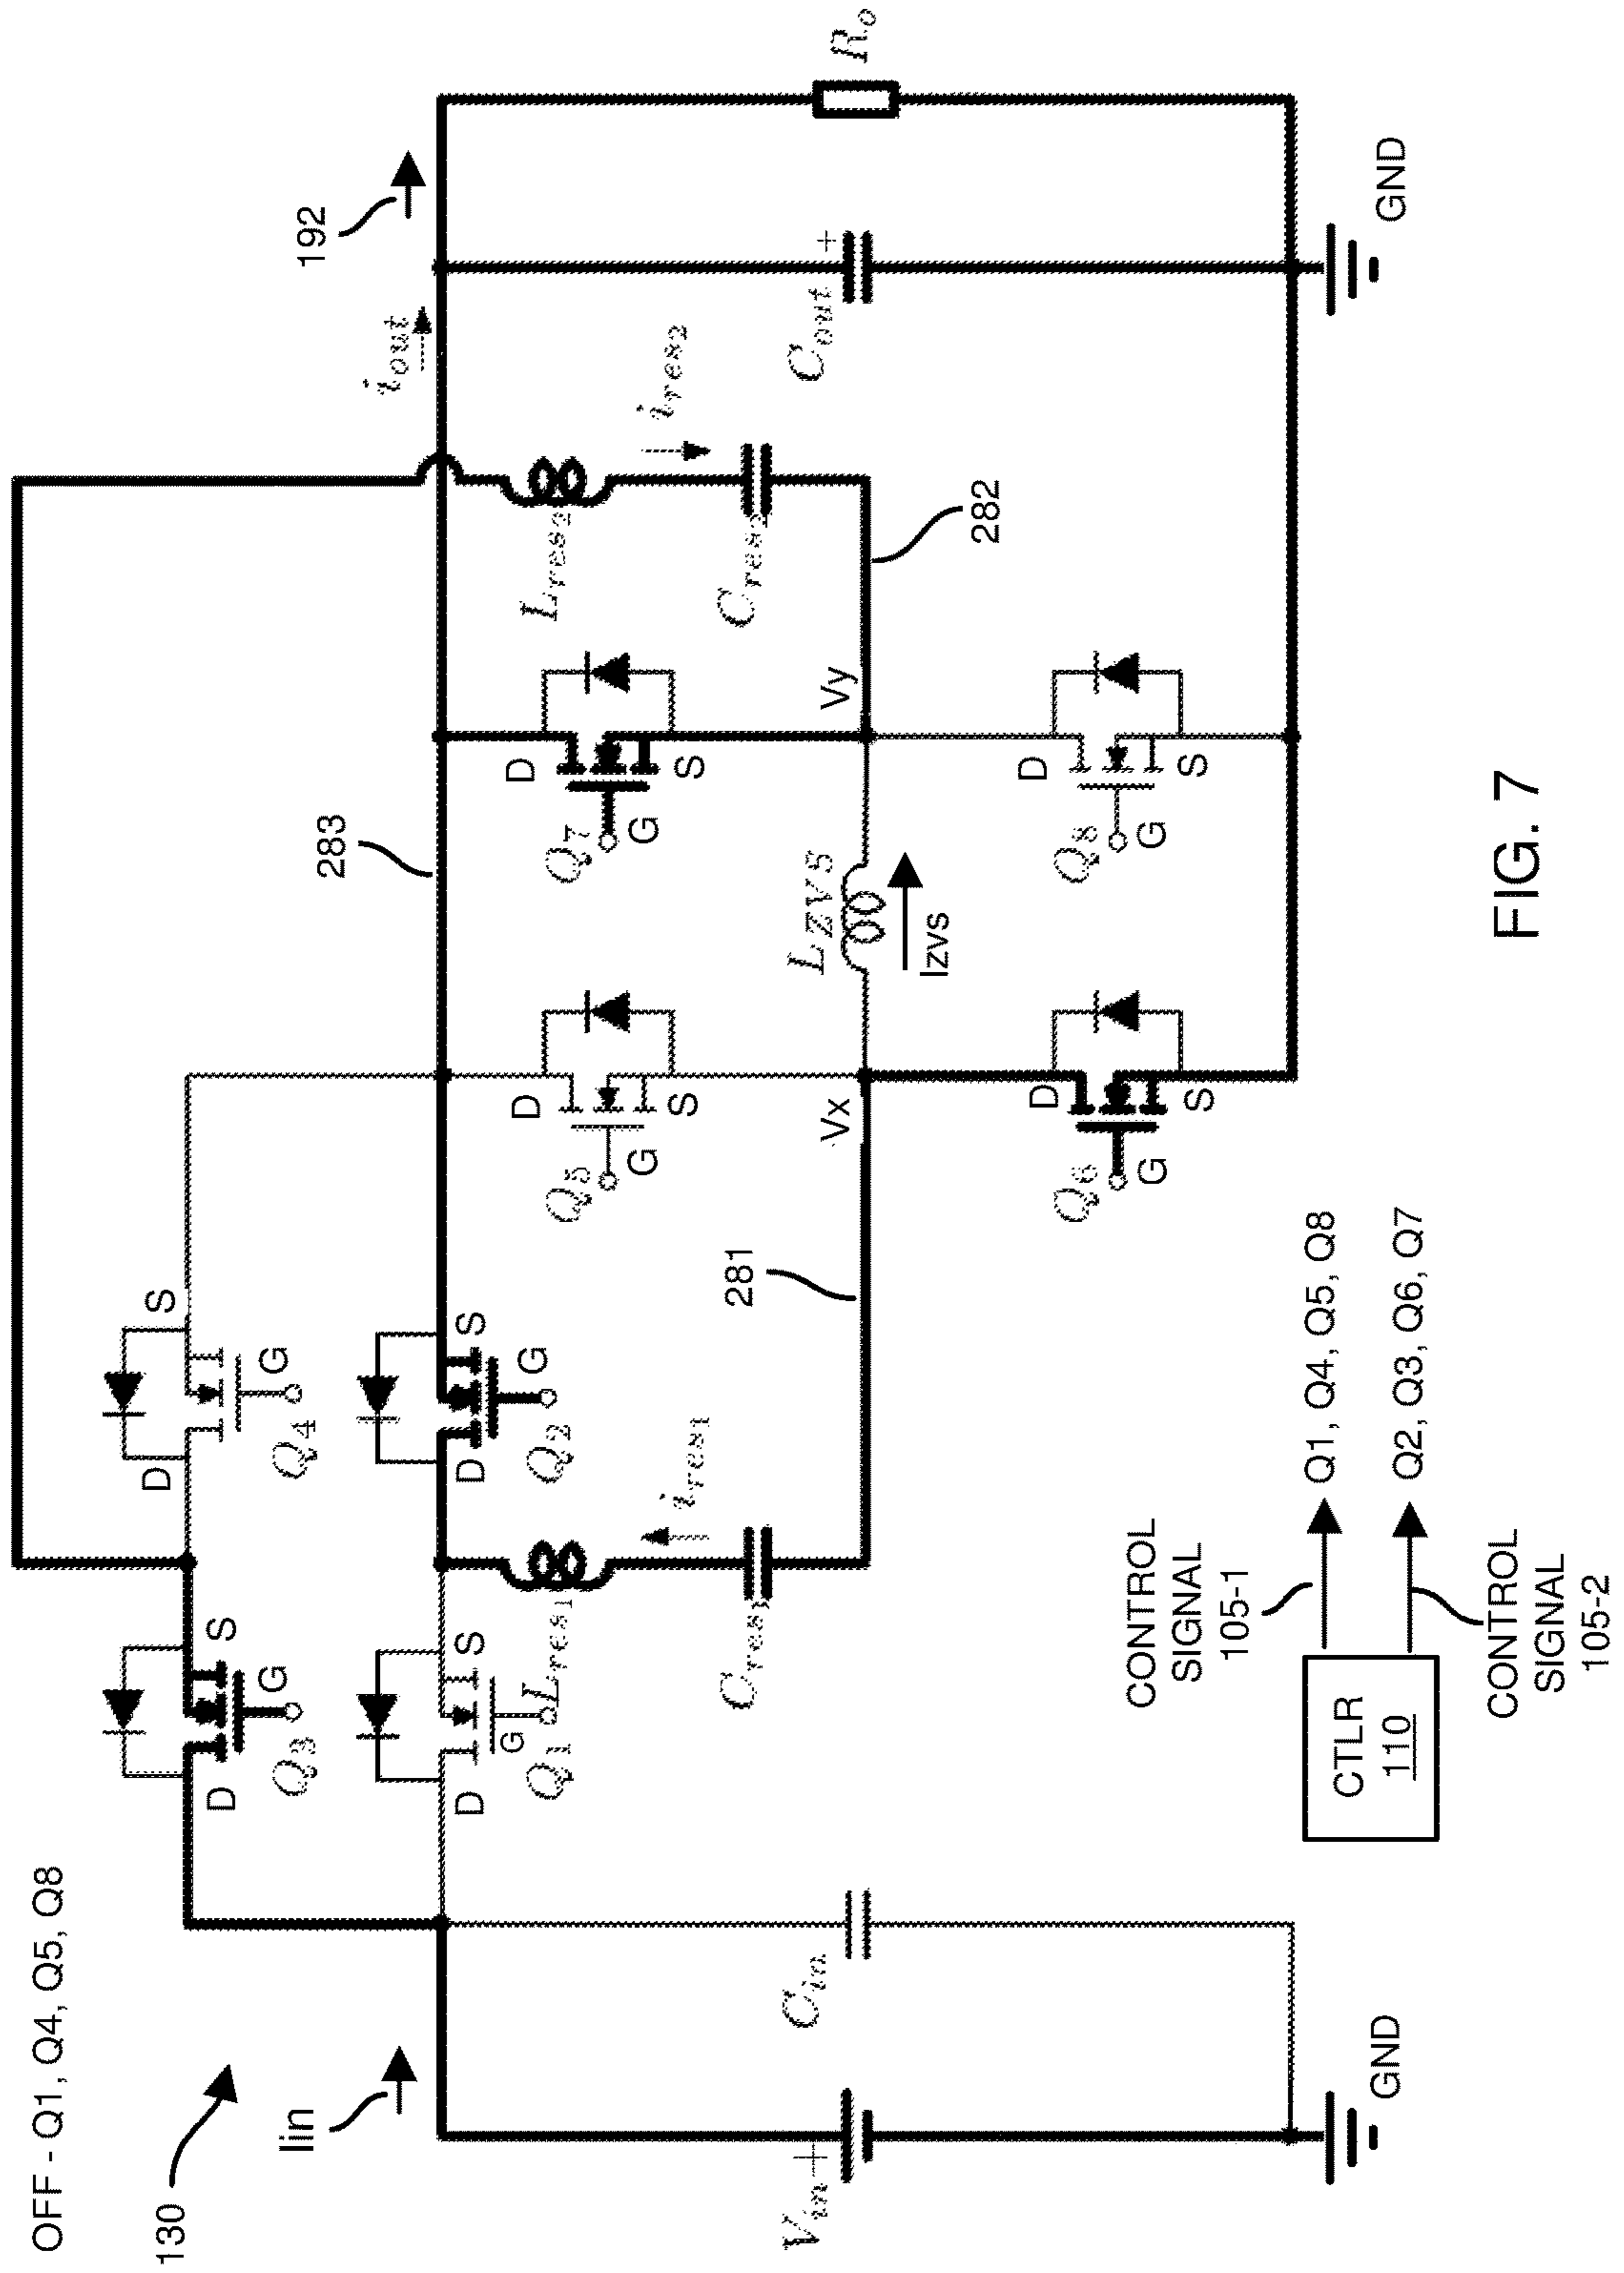 OFF - Q1, Q4, Q5, Q8
130
Iin
Vin
+
Cin
GND
D
S
G
Q3
D
S
G
Q4
D
S
G
Q1
D
S
G
Q2
Lres1
ires1
Cres1
281
283
D
S
G
Q5
D
S
G
Q7
Vx
Vy
LZVS
Izvs
D
S
G
Q6
D
S
G
Q8
Lres2
ires2
Cres2
282
iout
192
Cout
+
Ro
GND
CTLR
110
CONTROL
SIGNAL
105-1
Q1, Q4, Q5, Q8
CONTROL
SIGNAL
105-2
Q2, Q3, Q6, Q7
FIG. 7